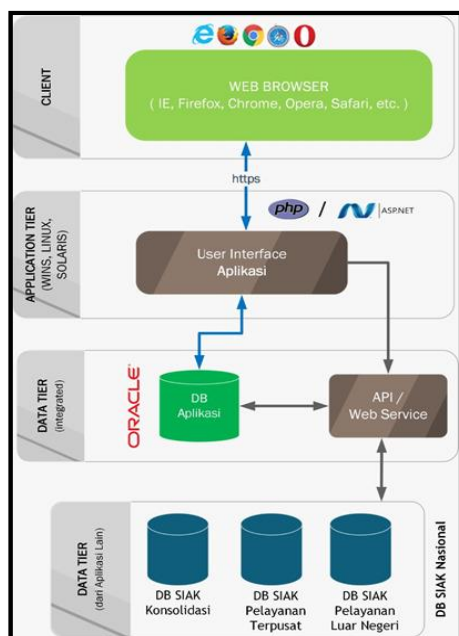 CLIENT
WEB BROWSER
( IE, Firefox, Chrome, Opera, Safari, etc. )
https
APPLICATION TIER
(WINS, LINUX,
SOLARIS)
php / ASP.NET
User Interface
Aplikasi
DATA TIER
(integrated)
ORACLE
DB
Aplikasi
API /
Web Service
DATA TIER
(dari Aplikasi Lain)
DB SIAK
Konsolidasi
DB SIAK
Pelayanan
Terpusat
DB SIAK
Pelayanan
Luar Negeri
DB SIAK Nasional